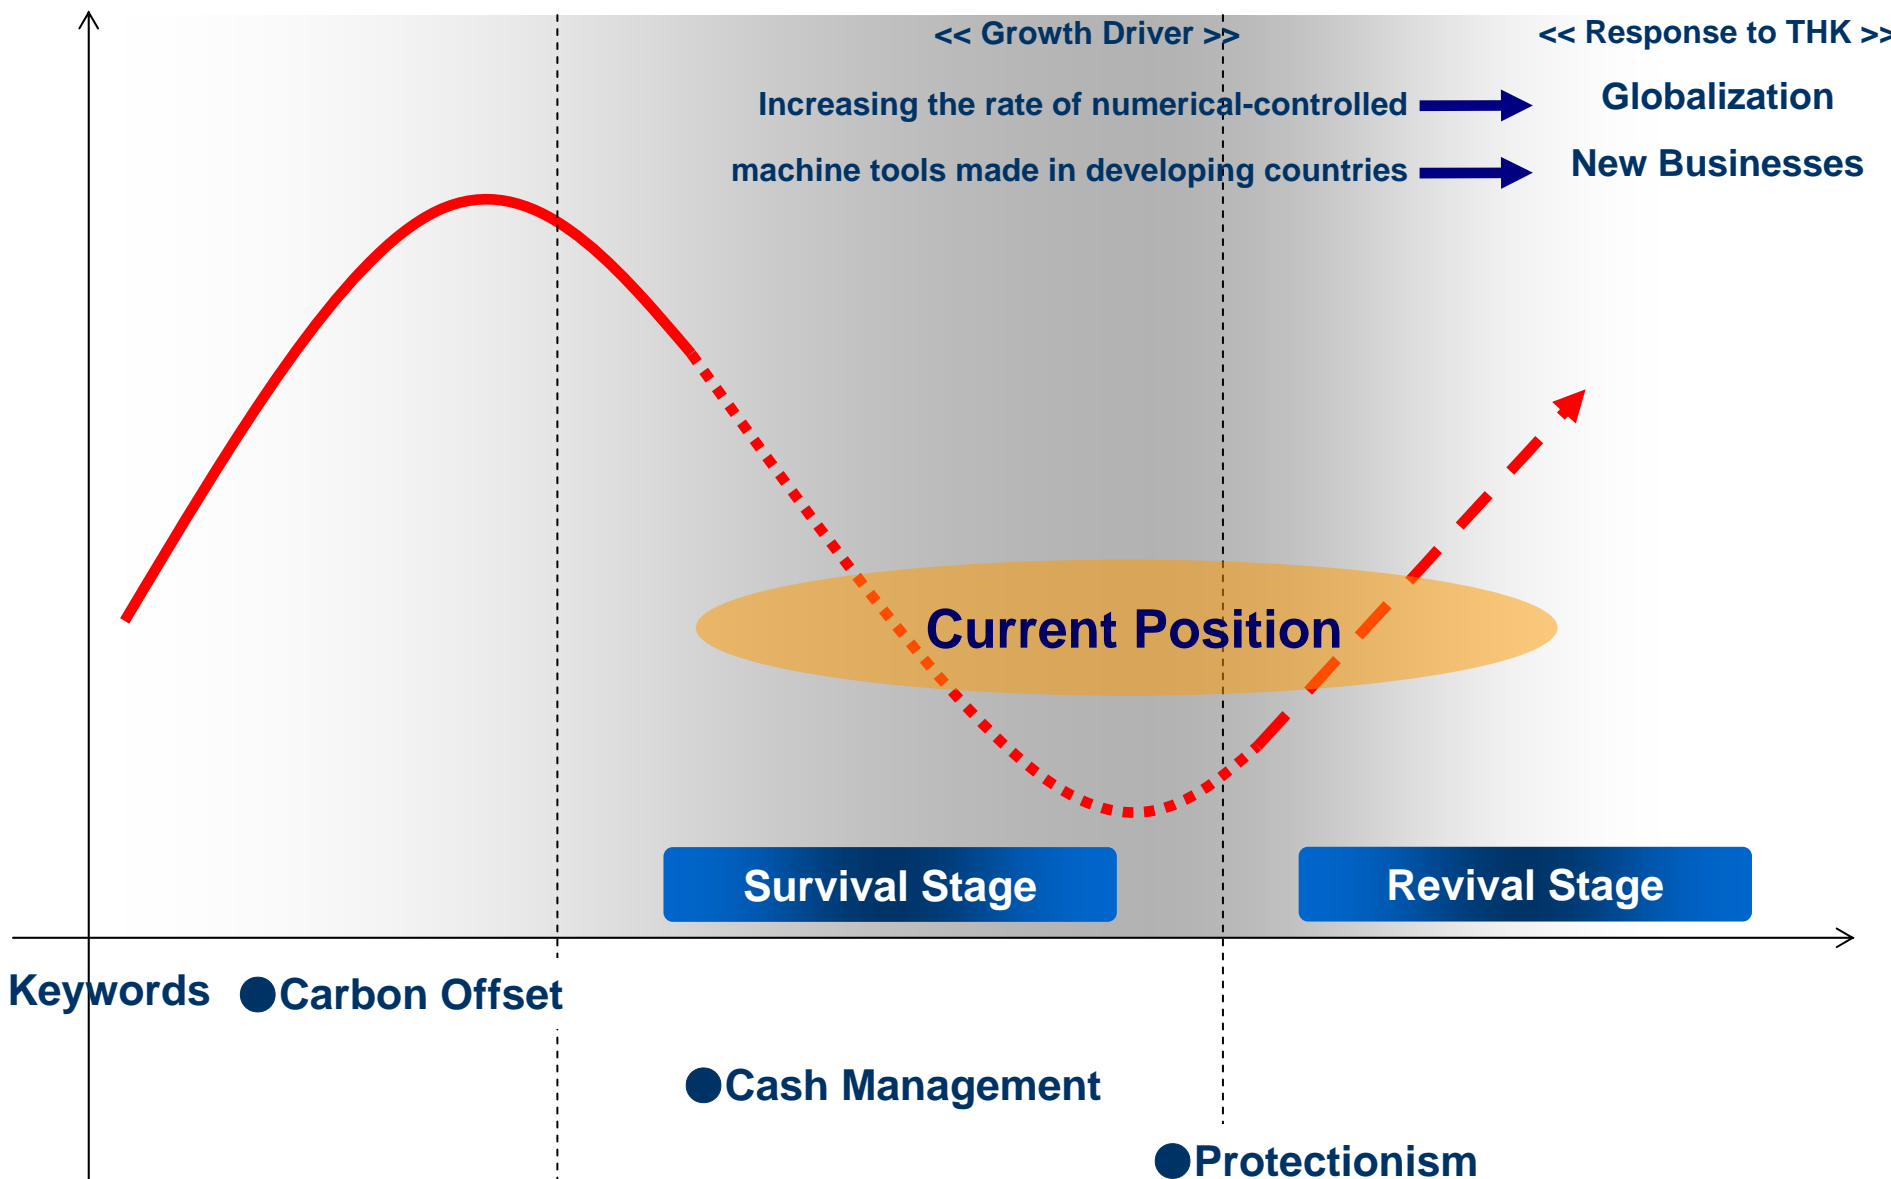 << Growth Driver >>
<< Response to THK >>
Increasing the rate of numerical-controlled
Globalization
machine tools made in developing countries
New Businesses
Current Position
Survival Stage
Revival Stage
Keywords
●Carbon Offset
●Cash Management
●Protectionism